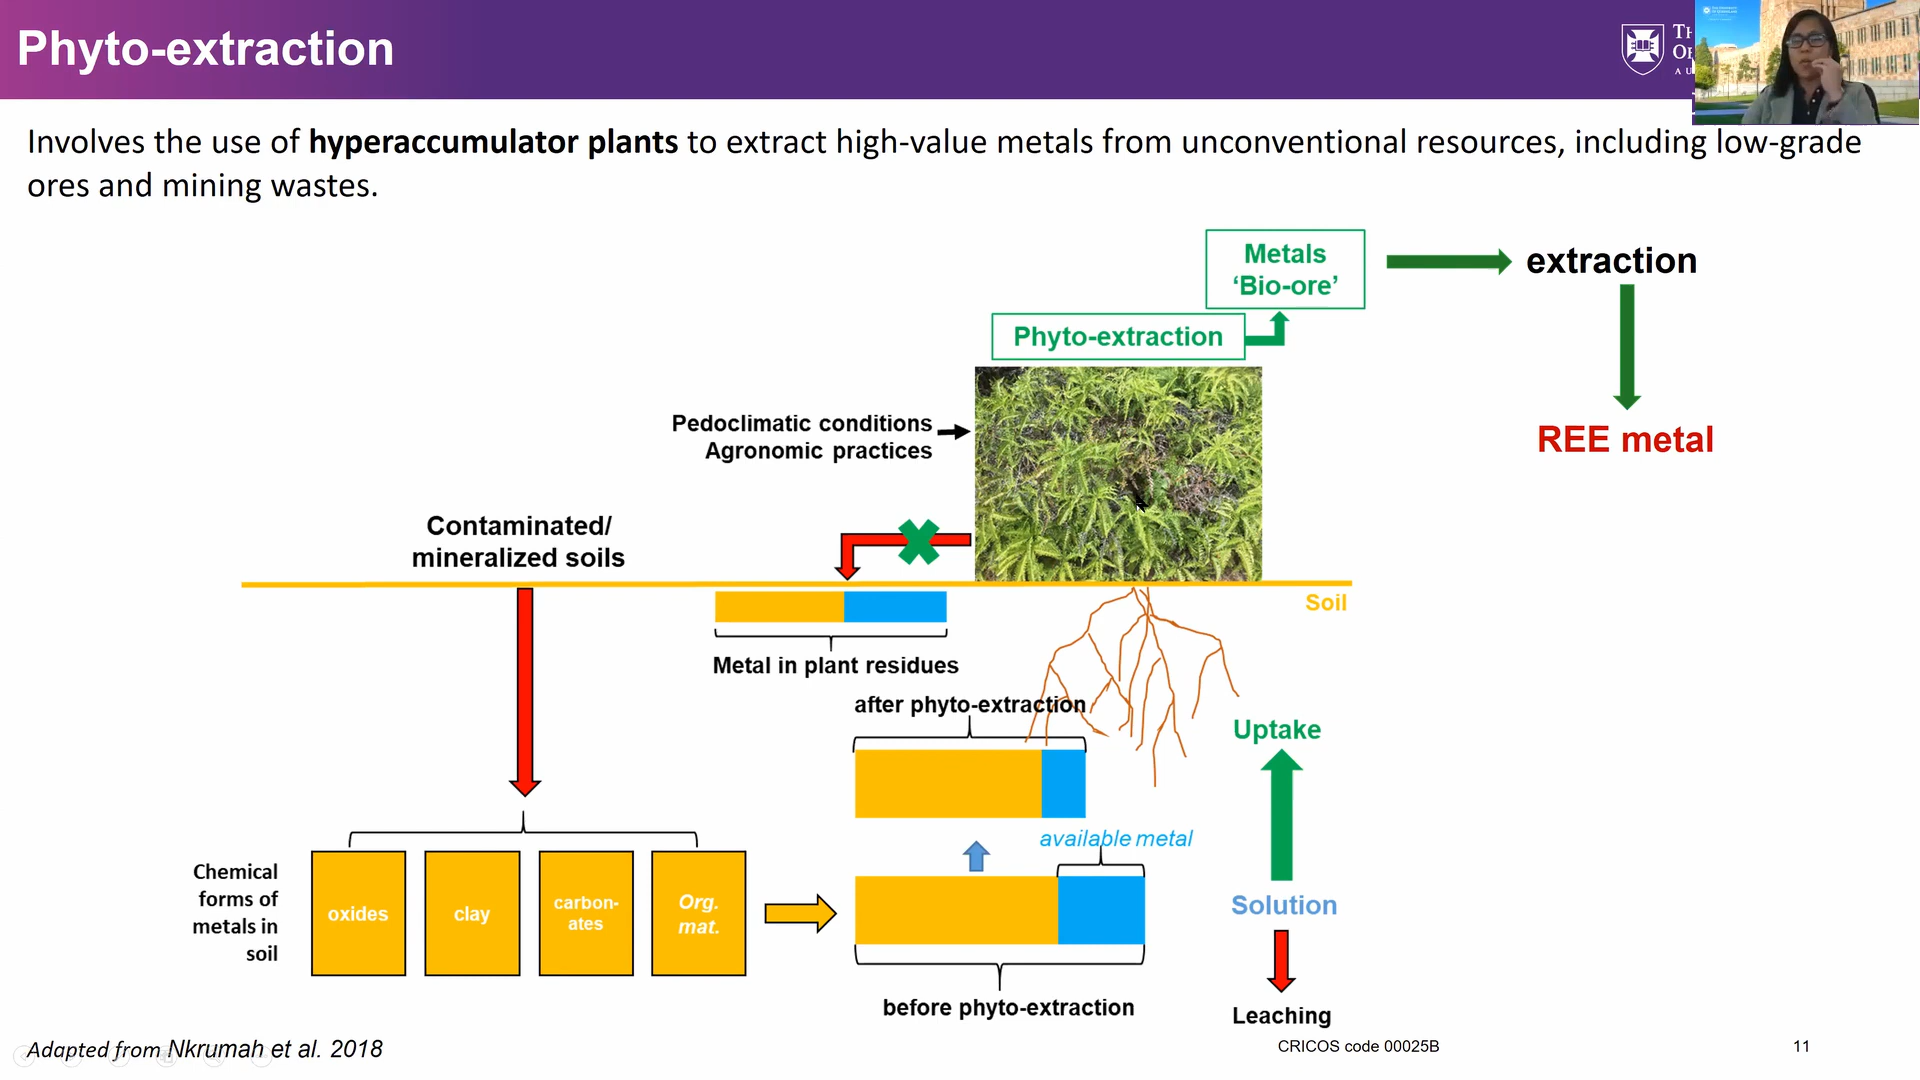 Phyto-extraction
Involves the use of hyperaccumulator plants to extract high-value metals from unconventional resources, including low-grade
ores and mining wastes.
Metals
‘Bio-ore’
extraction
Phyto-extraction
REE metal
Pedoclimatic conditions
Agronomic practices
Contaminated/
mineralized soils
Soil
Metal in plant residues
after phyto-extraction
Uptake
available metal
Chemical
forms of
metals in
soil
oxides
clay
carbon-
ates
Org.
mat.
Solution
before phyto-extraction
Leaching
Adapted from Nkrumah et al. 2018
CRICOS code 00025B
11